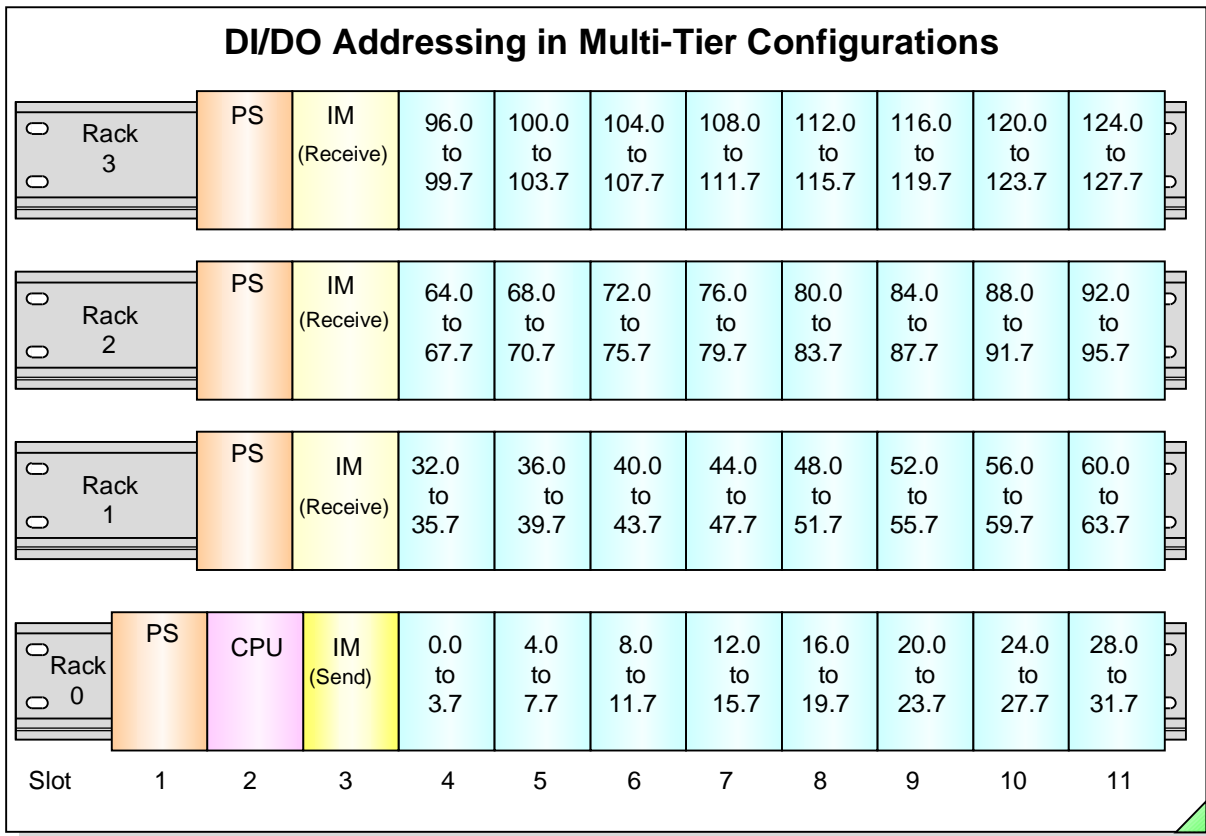 DI/DO Addressing in Multi-Tier Configurations
Rack 3 PS IM (Receive) 96.0 to 99.7 100.0 to 103.7 104.0 to 107.7 108.0 to 111.7 112.0 to 115.7 116.0 to 119.7 120.0 to 123.7 124.0 to 127.7
Rack 2 PS IM (Receive) 64.0 to 67.7 68.0 to 70.7 72.0 to 75.7 76.0 to 79.7 80.0 to 83.7 84.0 to 87.7 88.0 to 91.7 92.0 to 95.7
Rack 1 PS IM (Receive) 32.0 to 35.7 36.0 to 39.7 40.0 to 43.7 44.0 to 47.7 48.0 to 51.7 52.0 to 55.7 56.0 to 59.7 60.0 to 63.7
Rack 0 PS CPU IM (Send) 0.0 to 3.7 4.0 to 7.7 8.0 to 11.7 12.0 to 15.7 16.0 to 19.7 20.0 to 23.7 24.0 to 27.7 28.0 to 31.7
Slot 1 2 3 4 5 6 7 8 9 10 11